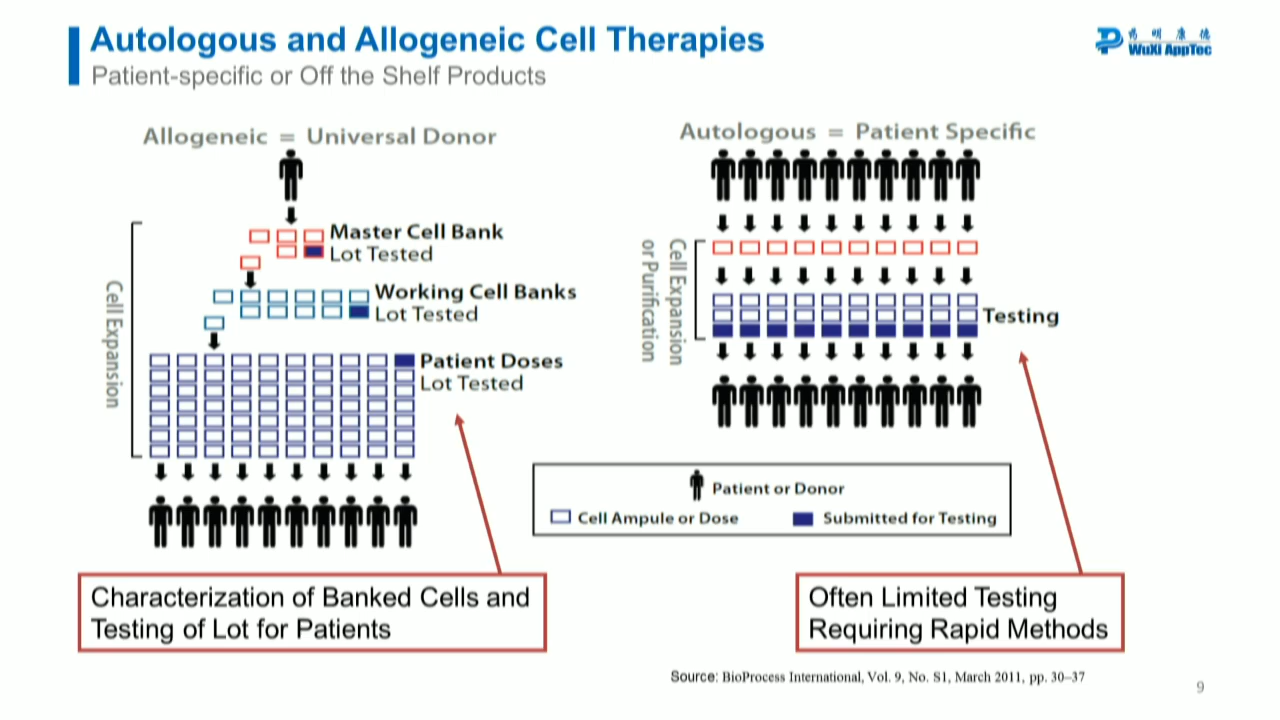 Autologous and Allogeneic Cell Therapies
Patient-specific or Off the Shelf Products
药明康德
WuXi AppTec
Allogeneic = Universal Donor
Master Cell Bank
Lot Tested
Working Cell Banks
Lot Tested
Patient Doses
Lot Tested
Cell Expansion
Characterization of Banked Cells and
Testing of Lot for Patients
Autologous = Patient Specific
Cell Expansion
or Purification
Testing
Patient or Donor
Cell Ampule or Dose
Submitted for Testing
Often Limited Testing
Requiring Rapid Methods
Source: BioProcess International, Vol. 9, No. S1, March 2011, pp. 30–37
9